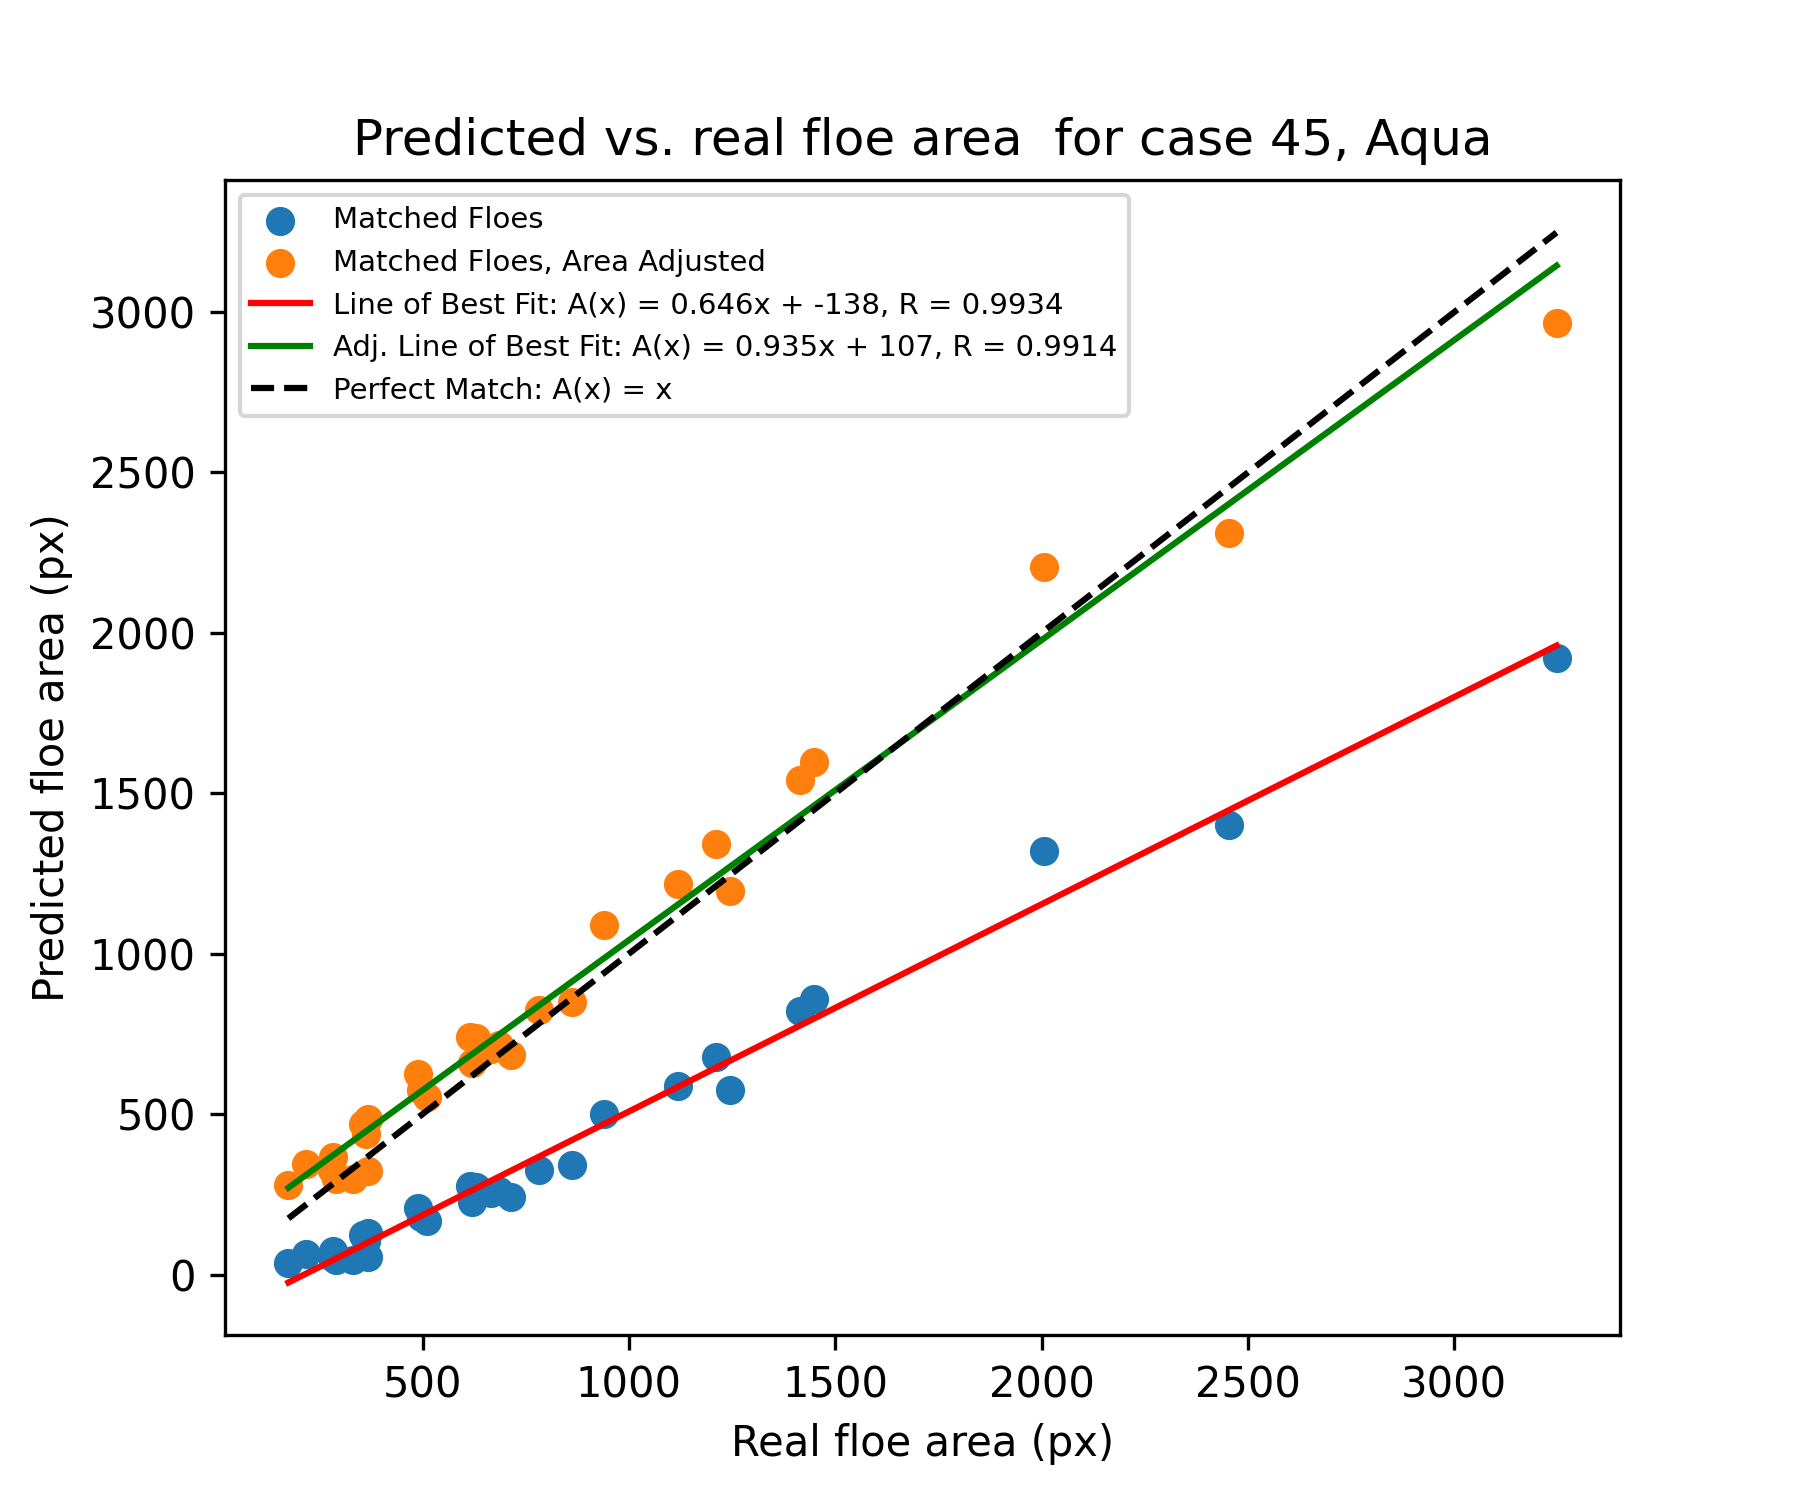 Predicted vs. real floe area  for case 45, Aqua
Matched Floes
Matched Floes, Area Adjusted
Line of Best Fit: A(x) = 0.646x + -138, R = 0.9934
Adj. Line of Best Fit: A(x) = 0.935x + 107, R = 0.9914
Perfect Match: A(x) = x
3000
2500
2000
1500
1000
500
0
Predicted floe area (px)
500 1000 1500 2000 2500 3000
Real floe area (px)